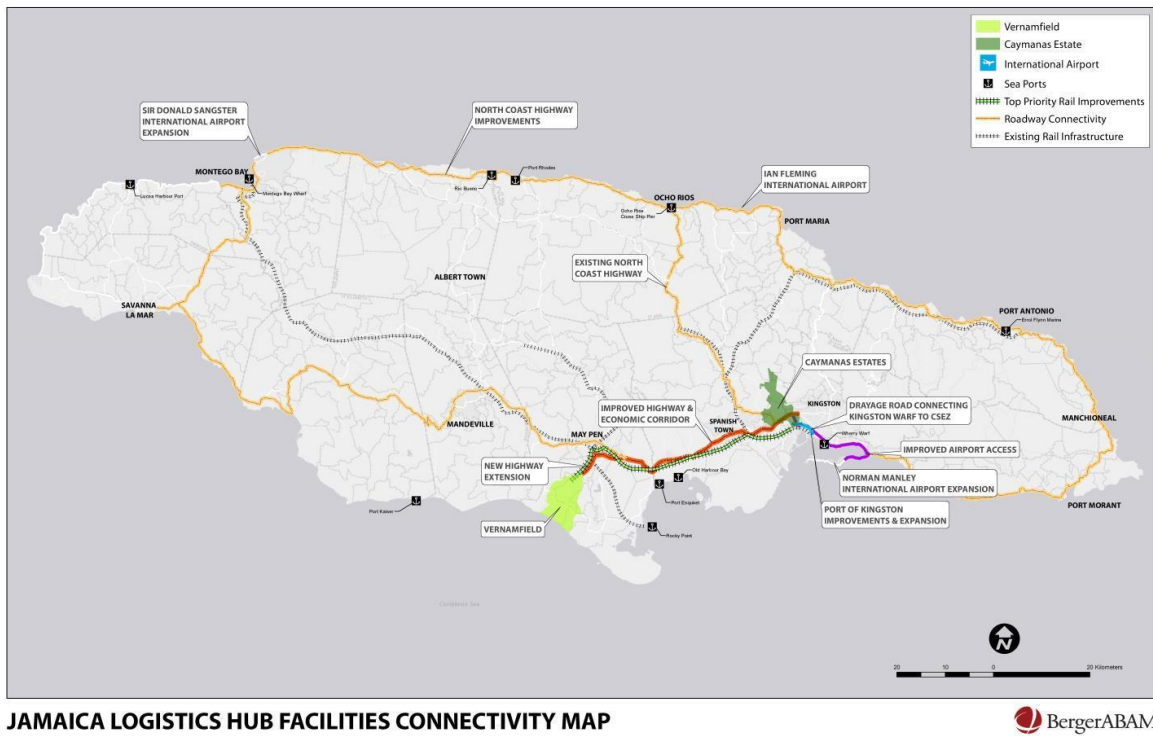 Vernamfield
Caymanas Estate
International Airport
Sea Ports
Top Priority Rail Improvements
Roadway Connectivity
Existing Rail Infrastructure
SIR DONALD SANGSTER
INTERNATIONAL AIRPORT
EXPANSION
NORTH COAST HIGHWAY
IMPROVEMENTS
IAN FLEMING
INTERNATIONAL AIRPORT
MONTEGO BAY
Montego Bay Wharf
Lucea Harbour Port
Rio Bueno
Port Rhodes
OCHO RIOS
Ocho Rios
Cruise Ship Pier
PORT MARIA
EXISTING NORTH
COAST HIGHWAY
ALBERT TOWN
SAVANNA
LA MAR
PORT ANTONIO
Errol Flynn Marina
CAYMANAS ESTATES
KINGSTON
DRAYAGE ROAD CONNECTING
KINGSTON WARF TO CSEZ
IMPROVED HIGHWAY &
ECONOMIC CORRIDOR
SPANISH
TOWN
MANCHIONEAL
MANDEVILLE
MAY PEN
Wherry Warf
IMPROVED AIRPORT ACCESS
NEW HIGHWAY
EXTENSION
Old Harbour Bay
NORMAN MANLEY
INTERNATIONAL AIRPORT EXPANSION
Port Esquivel
Port Kaiser
PORT MORANT
PORT OF KINGSTON
IMPROVEMENTS & EXPANSION
VERNAMFIELD
Rocky Point
Caribbean Sea
N
20 10 0 20 Kilometers
JAMAICA LOGISTICS HUB FACILITIES CONNECTIVITY MAP
BergerABAM